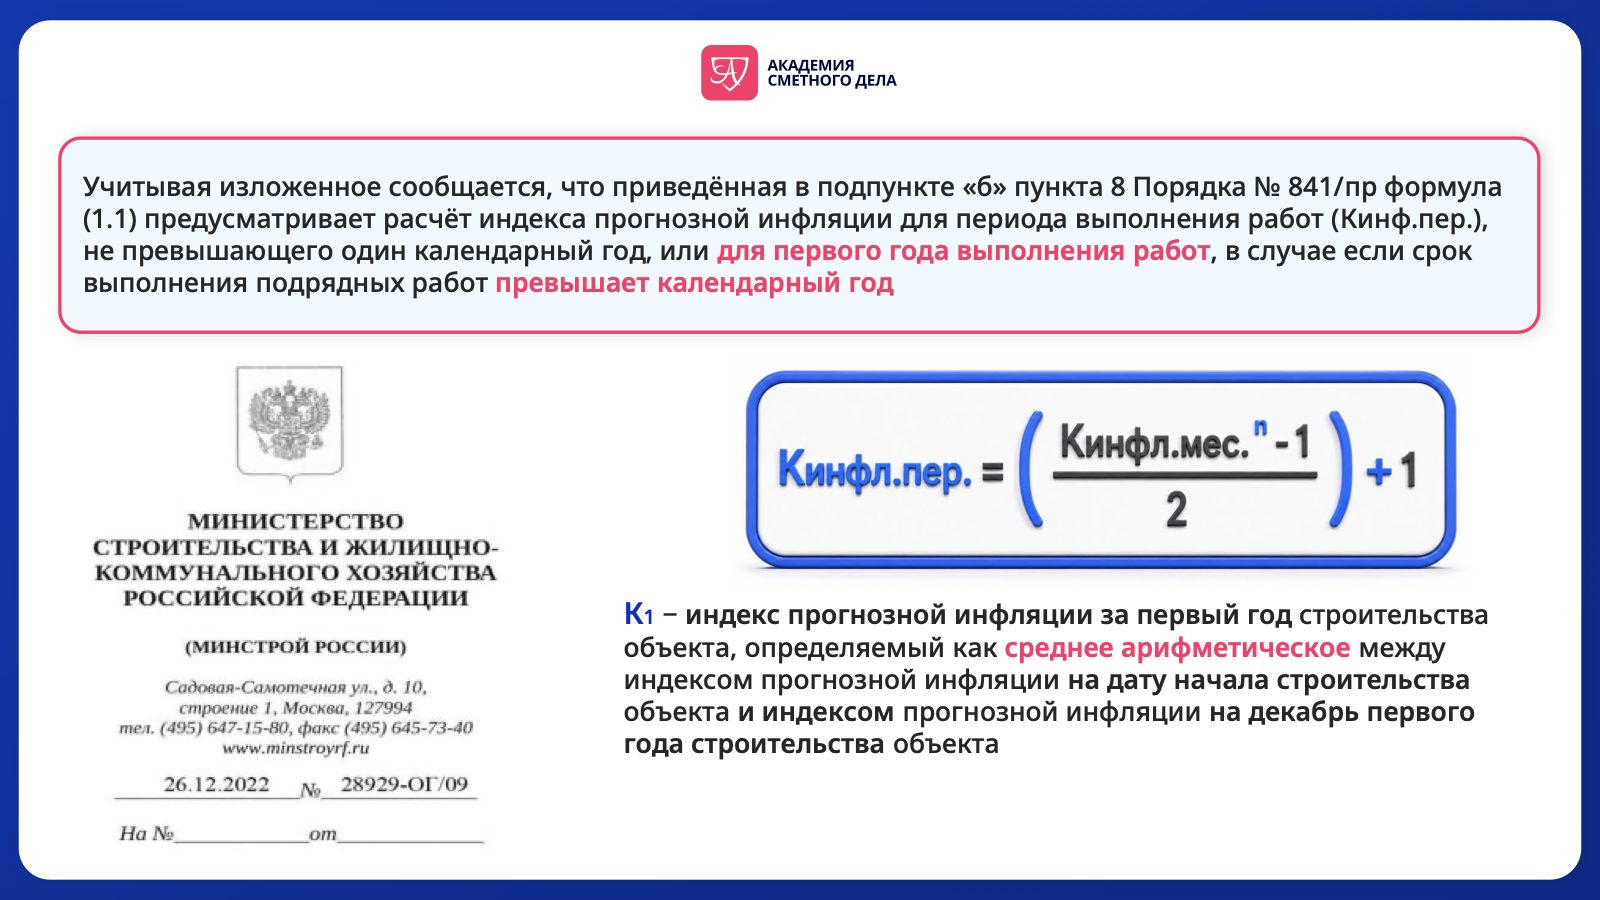 АКАДЕМИЯ
СМЕТНОГО ДЕЛА
Учитывая изложенное сообщается, что приведённая в подпункте «б» пункта 8 Порядка № 841/пр формула
(1.1) предусматривает расчёт индекса прогнозной инфляции для периода выполнения работ (Кинф.пер.),
не превышающего один календарный год, или для первого года выполнения работ, в случае если срок
выполнения подрядных работ превышает календарный год
МИНИСТЕРСТВО
СТРОИТЕЛЬСТВА И ЖИЛИЩНО-
КОММУНАЛЬНОГО ХОЗЯЙСТВА
РОССИЙСКОЙ ФЕДЕРАЦИИ
(МИНСТРОЙ РОССИИ)
Садовая-Самотечная ул., д. 10,
строение 1, Москва, 127994
тел. (495) 647-15-80, факс (495) 645-73-40
www.minstroyrf.ru
26.12.2022 № 28929-ОГ/09
На №____________от____________
Кинфл.пер. = ( (Кинфл.мес.ⁿ - 1) / 2 ) + 1
К₁ – индекс прогнозной инфляции за первый год строительства
объекта, определяемый как среднее арифметическое между
индексом прогнозной инфляции на дату начала строительства
объекта и индексом прогнозной инфляции на декабрь первого
года строительства объекта